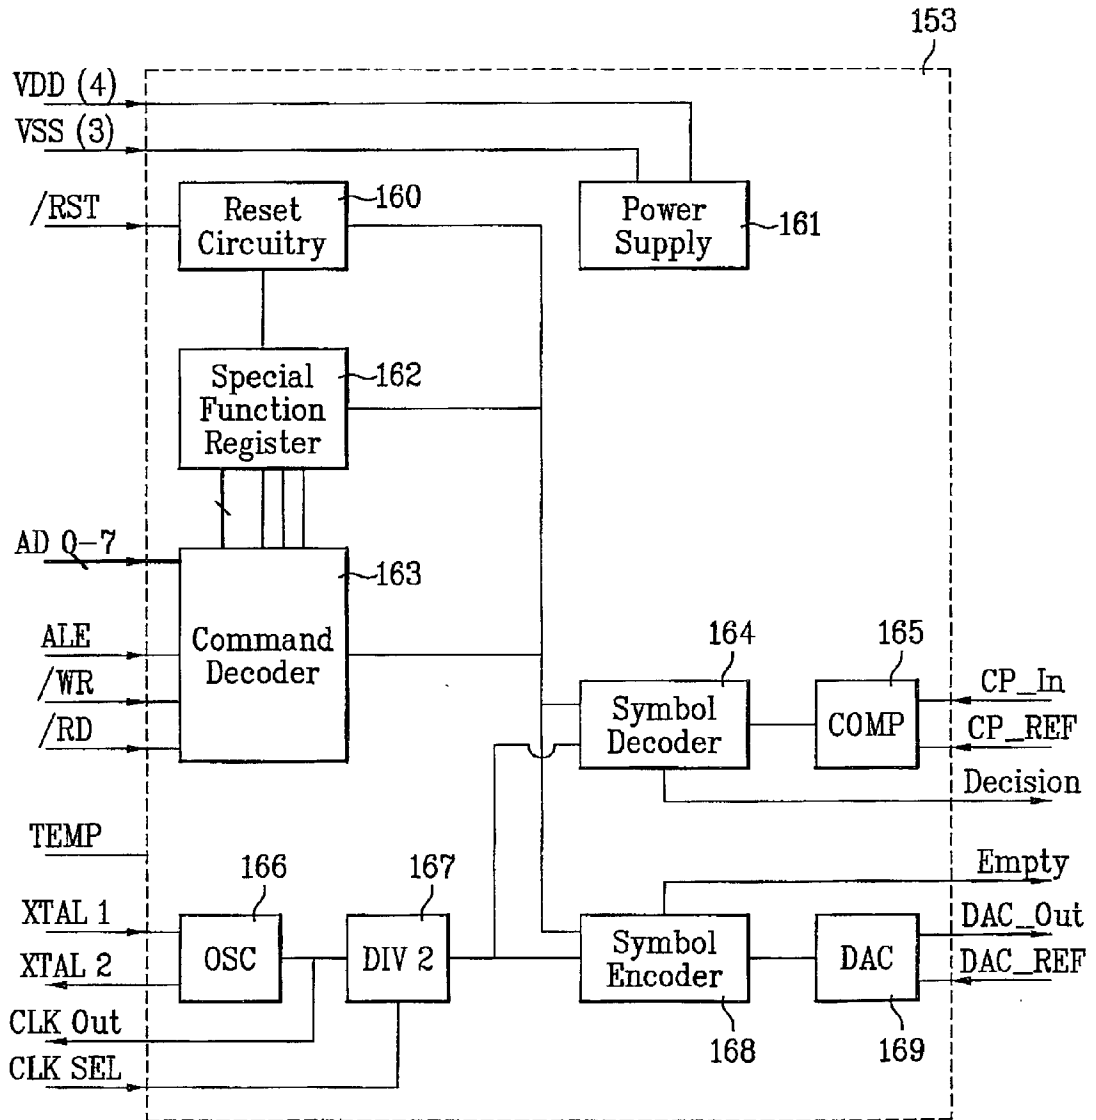 153
VDD (4)
VSS (3)
/RST
Reset
Circuitry
160
Power
Supply
161
Special
Function
Register
162
AD 0-7
163
ALE
Command
Decoder
/WR
/RD
164
165
Symbol
Decoder
COMP
CP_In
CP_REF
Decision
TEMP
166
167
Empty
XTAL 1
XTAL 2
OSC
DIV 2
Symbol
Encoder
DAC
DAC_Out
DAC_REF
CLK Out
CLK SEL
168
169